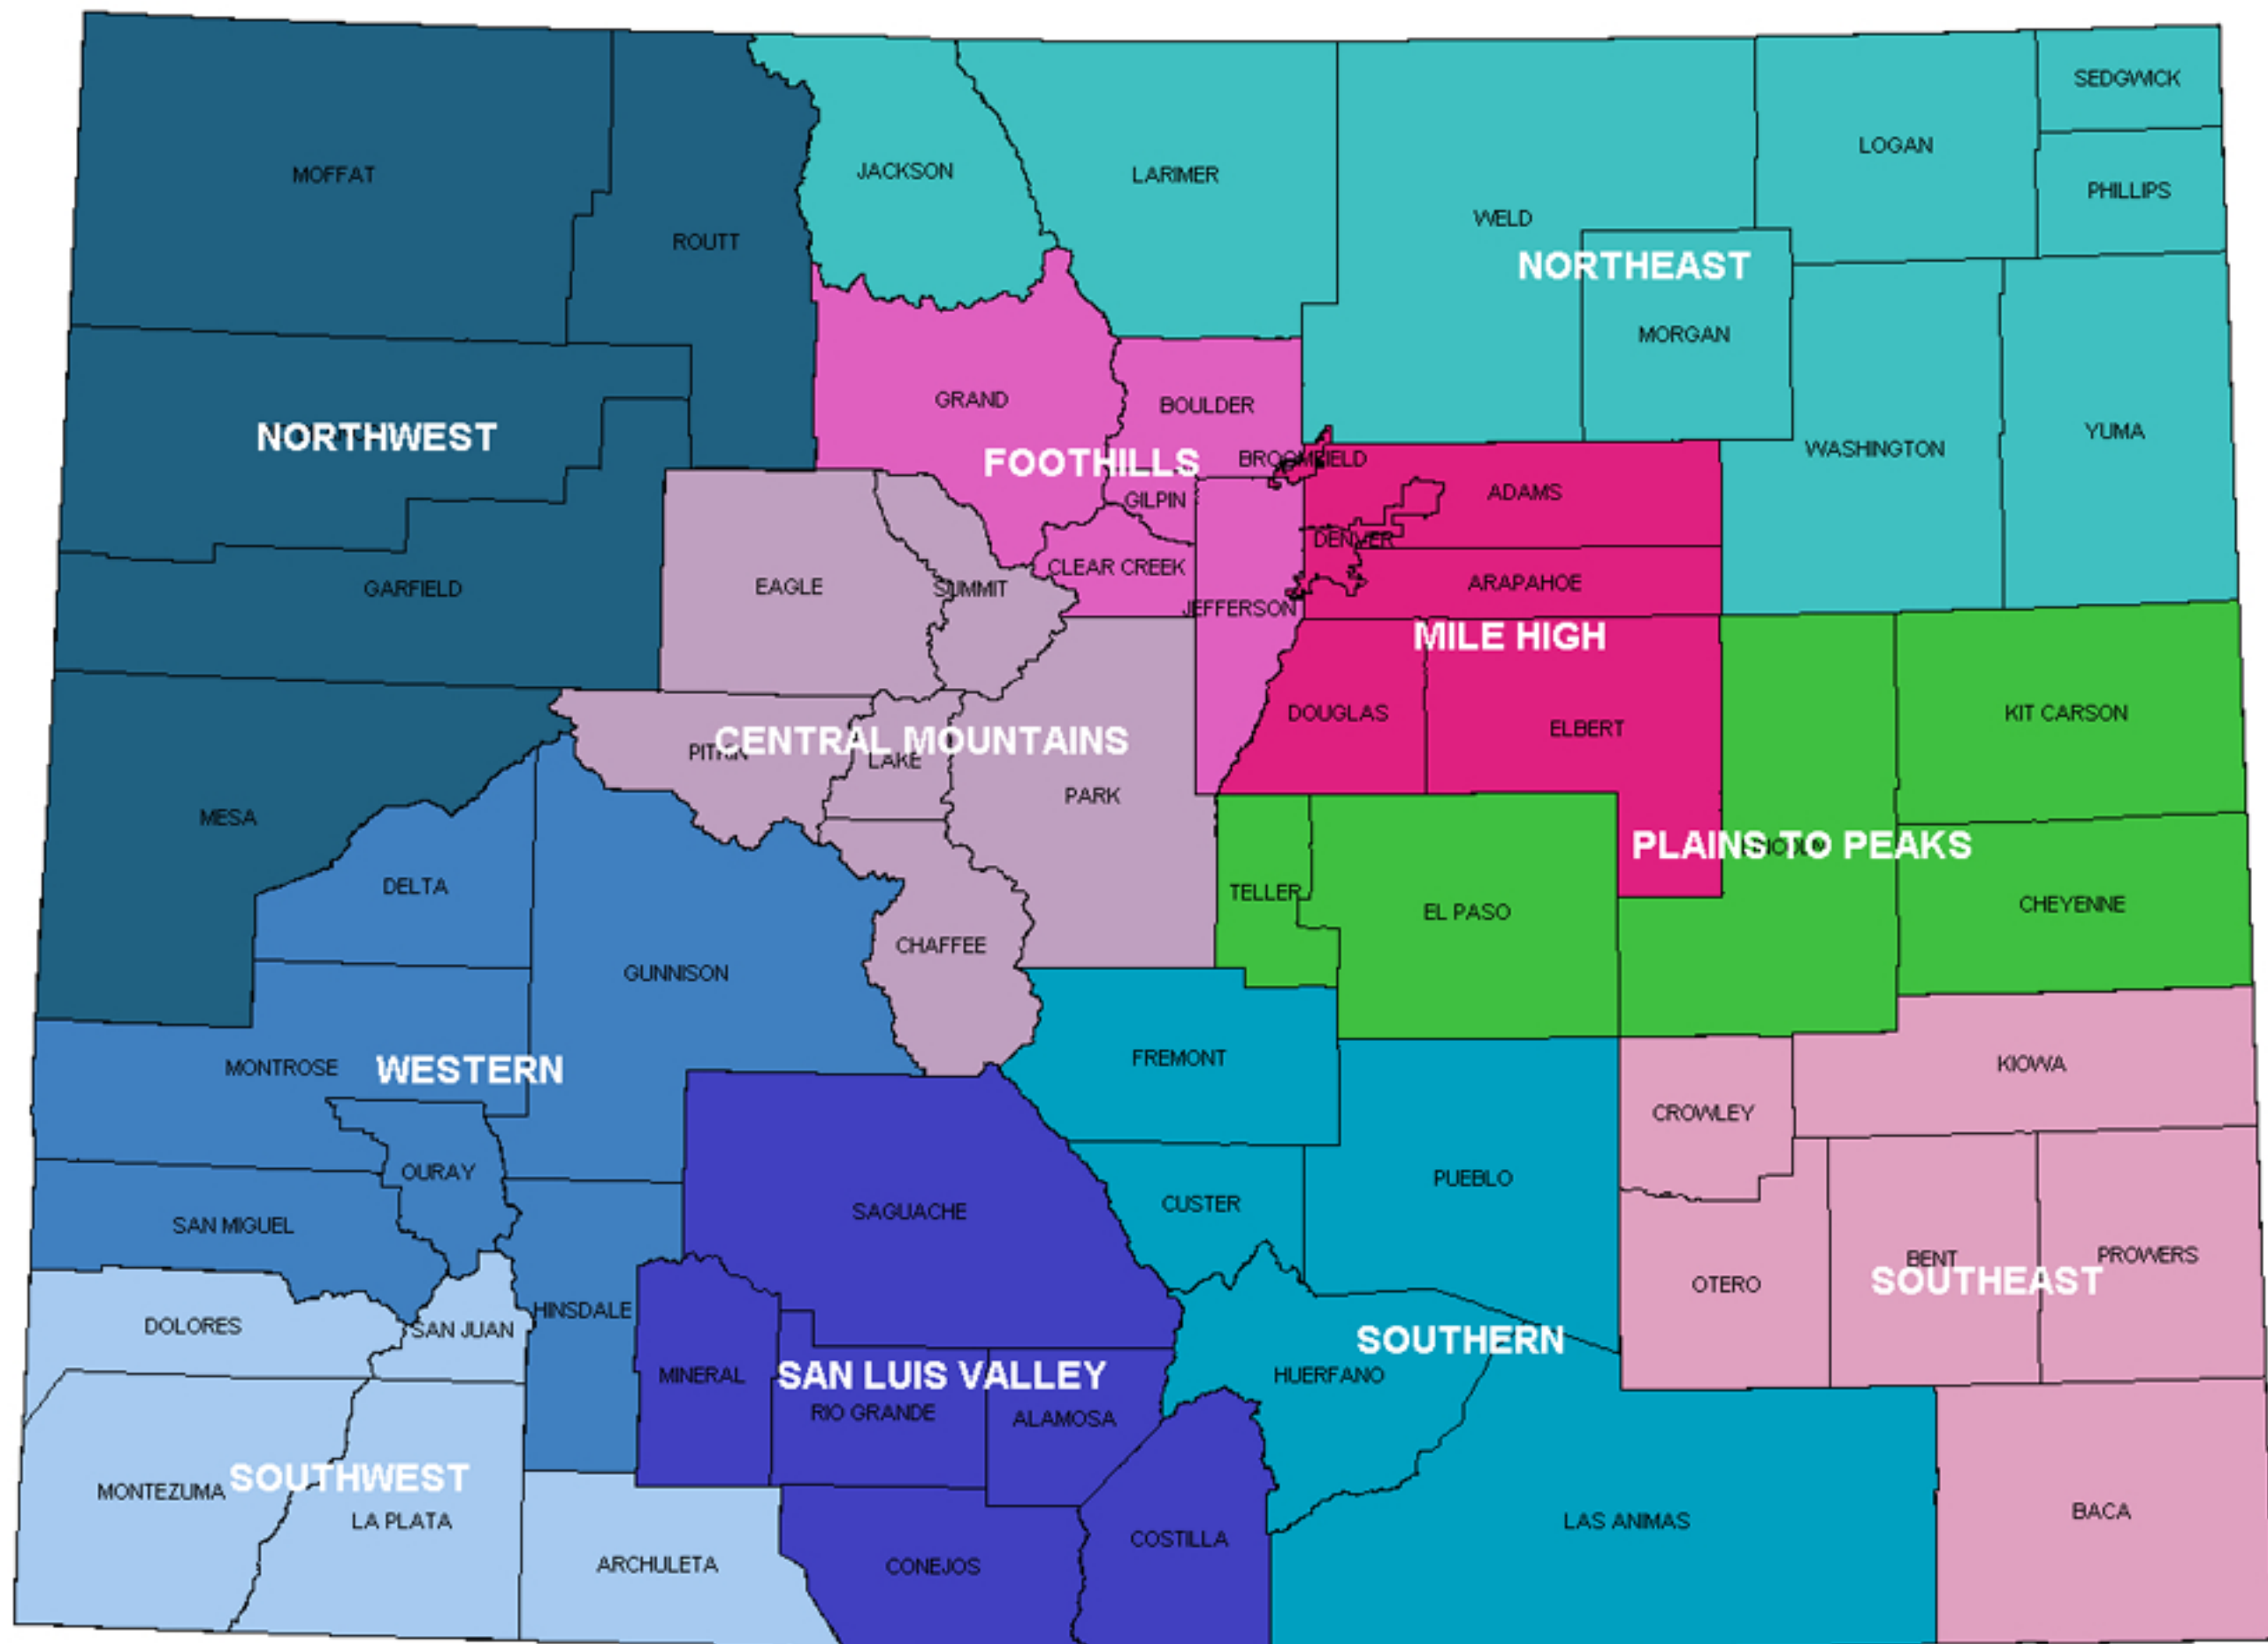 SEDGWICK
LOGAN
MOFFAT
JACKSON
LARIMER
PHILLIPS
WELD
ROUTT
NORTHEAST
MORGAN
GRAND
BOULDER
YUMA
NORTHWEST
WASHINGTON
FOOTHILLS
BROOMFIELD
GILPIN
ADAMS
DENVER
CLEAR CREEK
ARAPAHOE
GARFIELD
EAGLE
SUMMIT
JEFFERSON
MILE HIGH
DOUGLAS
ELBERT
KIT CARSON
CENTRAL MOUNTAINS
PITKIN
LAKE
PARK
MESA
PLAINS TO PEAKS
DELTA
TELLER
EL PASO
CHEYENNE
CHAFFEE
GUNNISON
MONTROSE
WESTERN
FREMONT
KIOWA
CROWLEY
OURAY
PUEBLO
SAN MIGUEL
SAGUACHE
CUSTER
BENT
PROWERS
OTERO
SOUTHEAST
HINSDALE
DOLORES
SAN JUAN
SOUTHERN
MINERAL
SAN LUIS VALLEY
HUERFANO
RIO GRANDE
ALAMOSA
SOUTHWEST
MONTEZUMA
LA PLATA
LAS ANIMAS
BACA
COSTILLA
ARCHULETA
CONEJOS